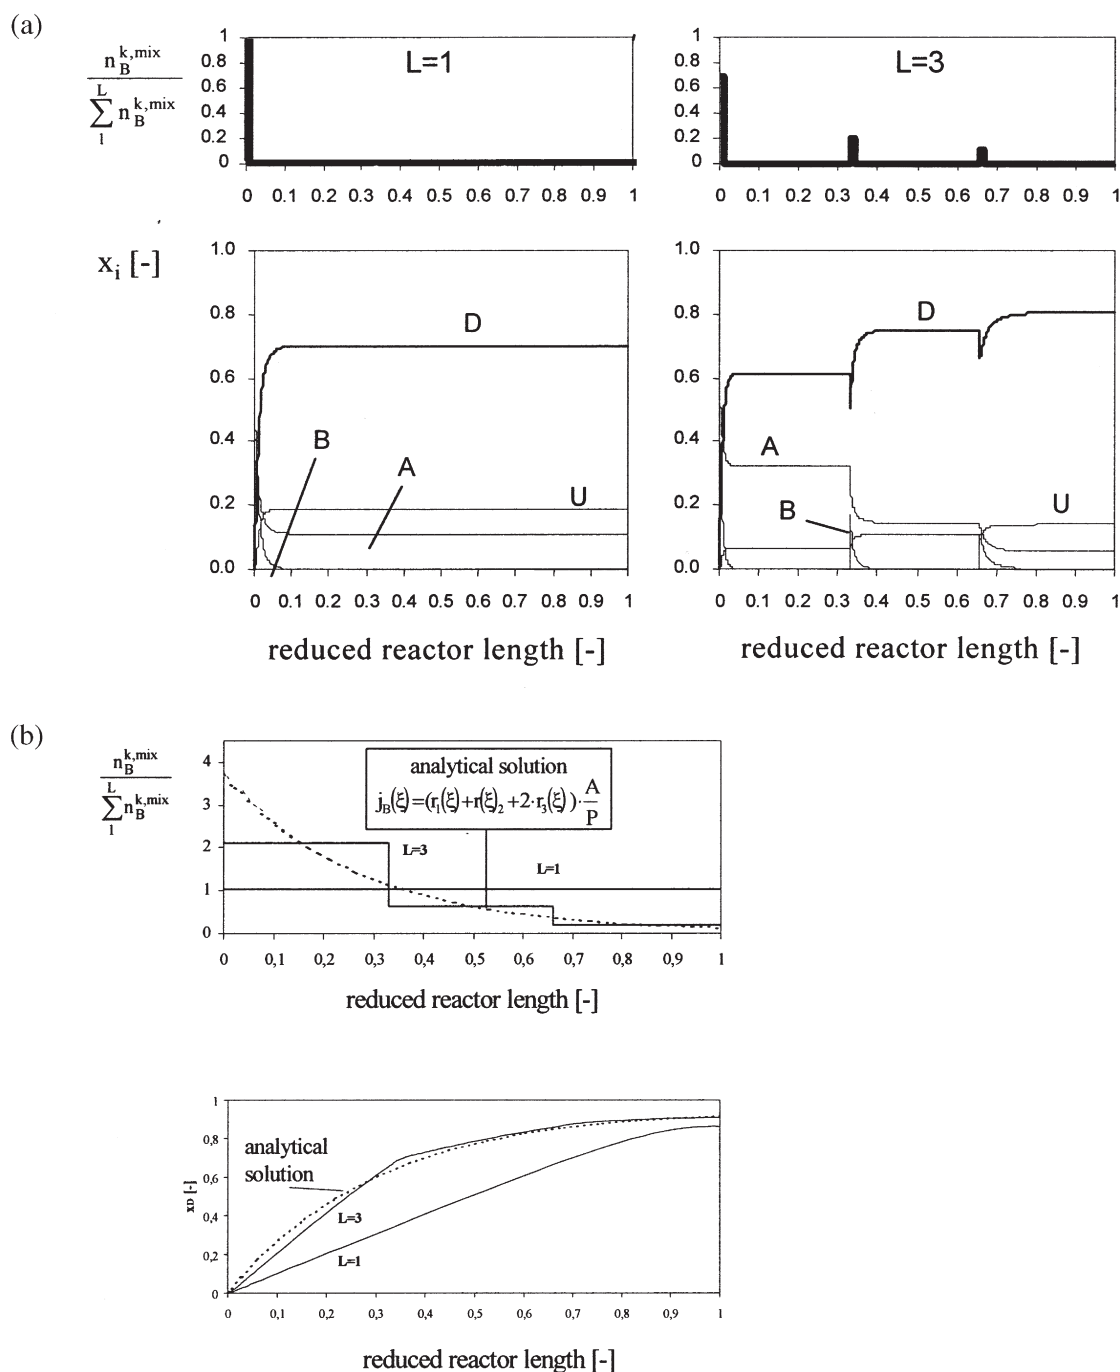 (a)
n_B^{k,mix} / \sum_1^L n_B^{k,mix}
1
0.8
0.6
0.4
0.2
0
L=1
0 0.1 0.2 0.3 0.4 0.5 0.6 0.7 0.8 0.9 1
1
0.8
0.6
0.4
0.2
0
L=3
0 0.1 0.2 0.3 0.4 0.5 0.6 0.7 0.8 0.9 1
x_i [-]
1.0
0.8
0.6
0.4
0.2
0.0
D
B
A
U
0 0.1 0.2 0.3 0.4 0.5 0.6 0.7 0.8 0.9 1
reduced reactor length [-]
1.0
0.8
0.6
0.4
0.2
0.0
D
A
B
U
0 0.1 0.2 0.3 0.4 0.5 0.6 0.7 0.8 0.9 1
reduced reactor length [-]
(b)
n_B^{k,mix} / \sum_1^L n_B^{k,mix}
4
3
2
1
0
analytical solution
j_B(ξ)=(r_1(ξ)+r(ξ)_2+2·r_3(ξ))·A/P
L=3
L=1
0 0,1 0,2 0,3 0,4 0,5 0,6 0,7 0,8 0,9 1
reduced reactor length [-]
x_D [-]
1
0,8
0,6
0,4
0,2
0
analytical
solution
L=3
L=1
0 0,1 0,2 0,3 0,4 0,5 0,6 0,7 0,8 0,9 1
reduced reactor length [-]